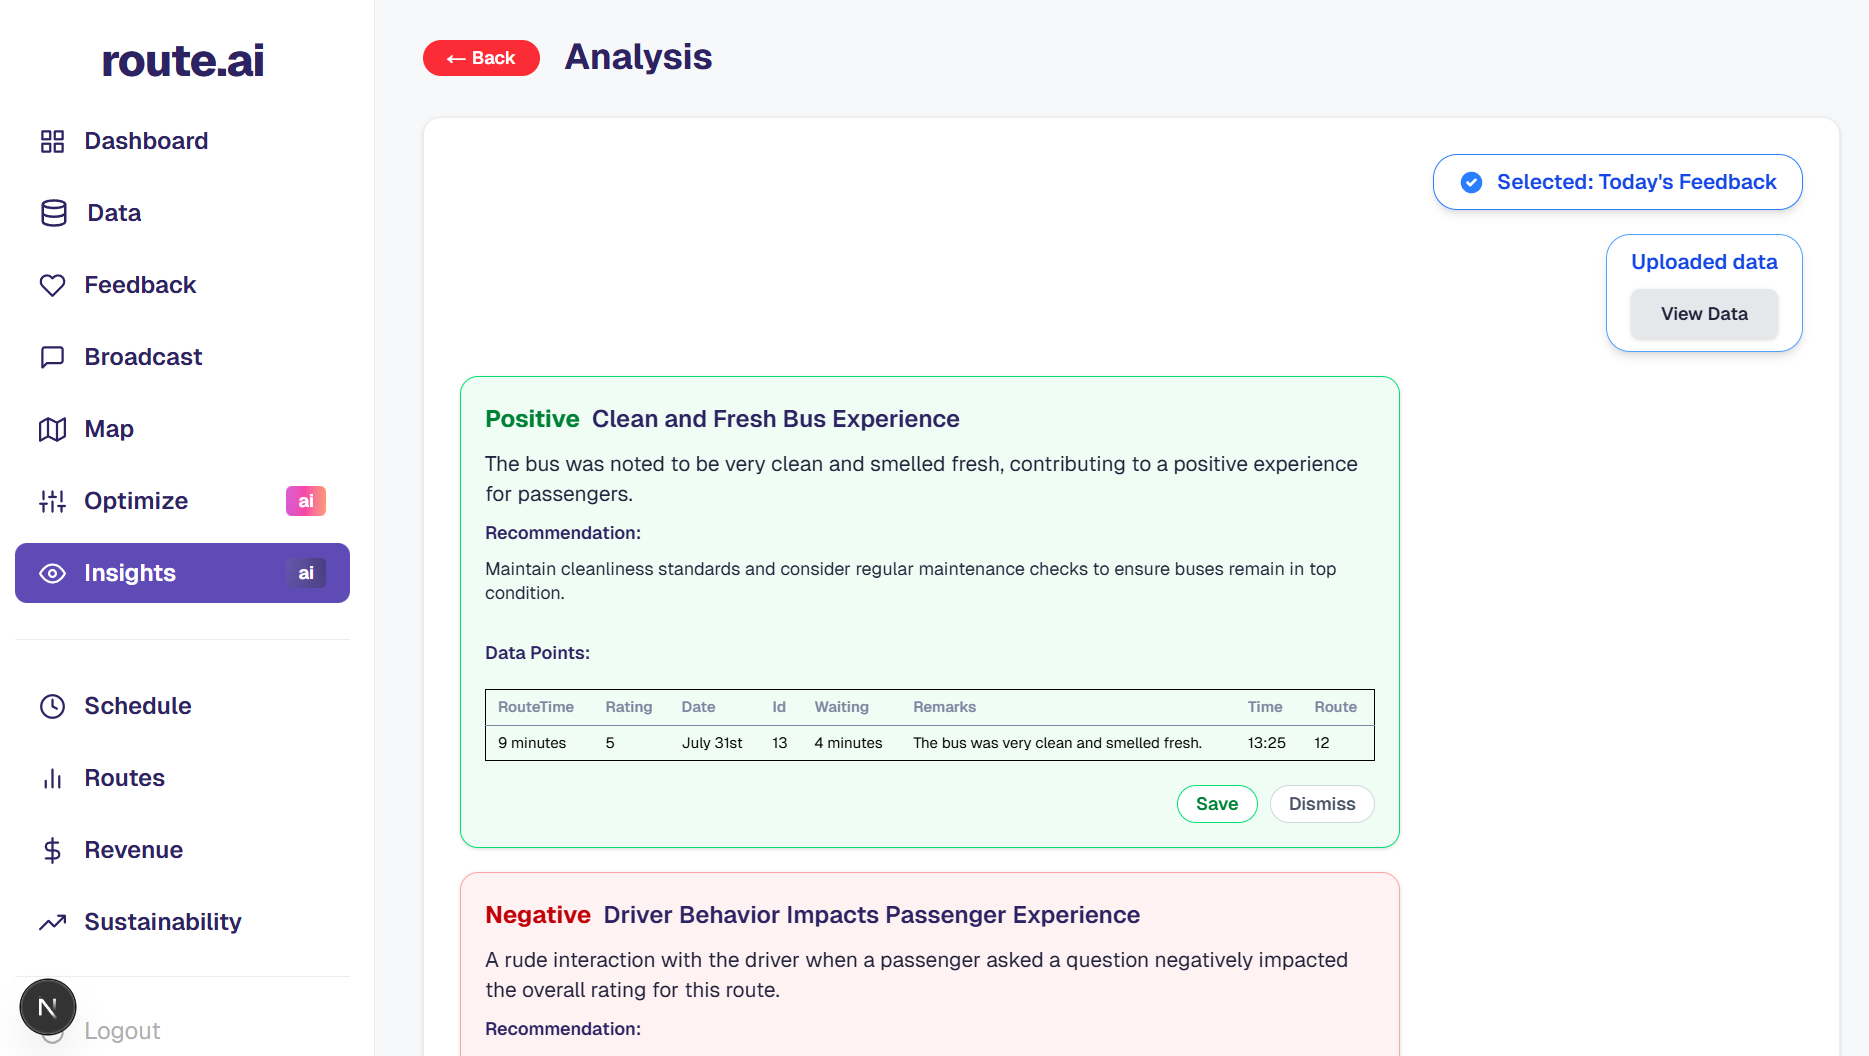 route.ai
Dashboard
Data
Feedback
Broadcast
Map
Optimize ai
Insights ai
Schedule
Routes
Revenue
Sustainability
N
Logout
← Back
Analysis
Selected: Today's Feedback
Uploaded data
View Data
Positive Clean and Fresh Bus Experience
The bus was noted to be very clean and smelled fresh, contributing to a positive experience
for passengers.
Recommendation:
Maintain cleanliness standards and consider regular maintenance checks to ensure buses remain in top
condition.
Data Points:
RouteTime Rating Date Id Waiting Remarks Time Route
9 minutes 5 July 31st 13 4 minutes The bus was very clean and smelled fresh. 13:25 12
Save Dismiss
Negative Driver Behavior Impacts Passenger Experience
A rude interaction with the driver when a passenger asked a question negatively impacted
the overall rating for this route.
Recommendation: